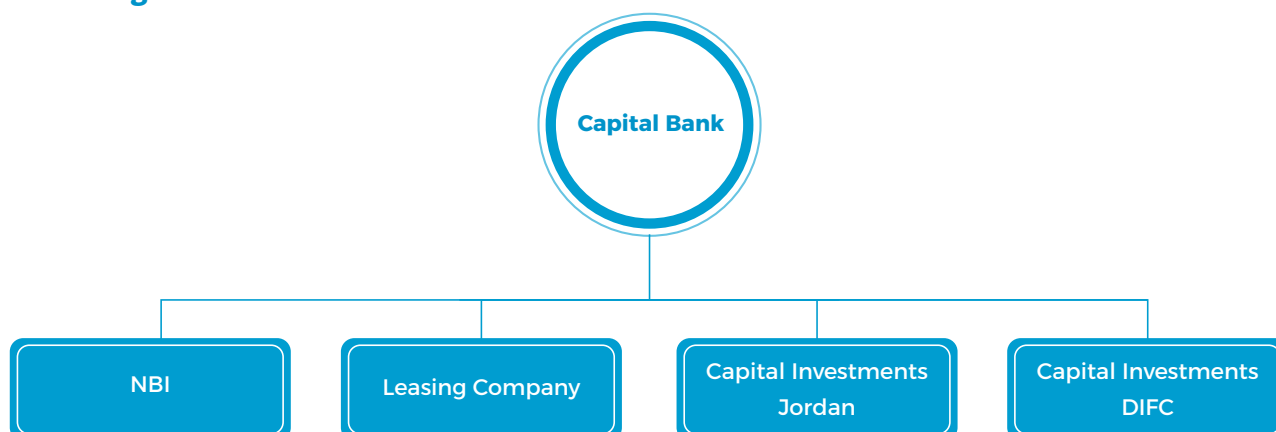 Capital Bank
NBI
Leasing Company
Capital Investments
Jordan
Capital Investments
DIFC